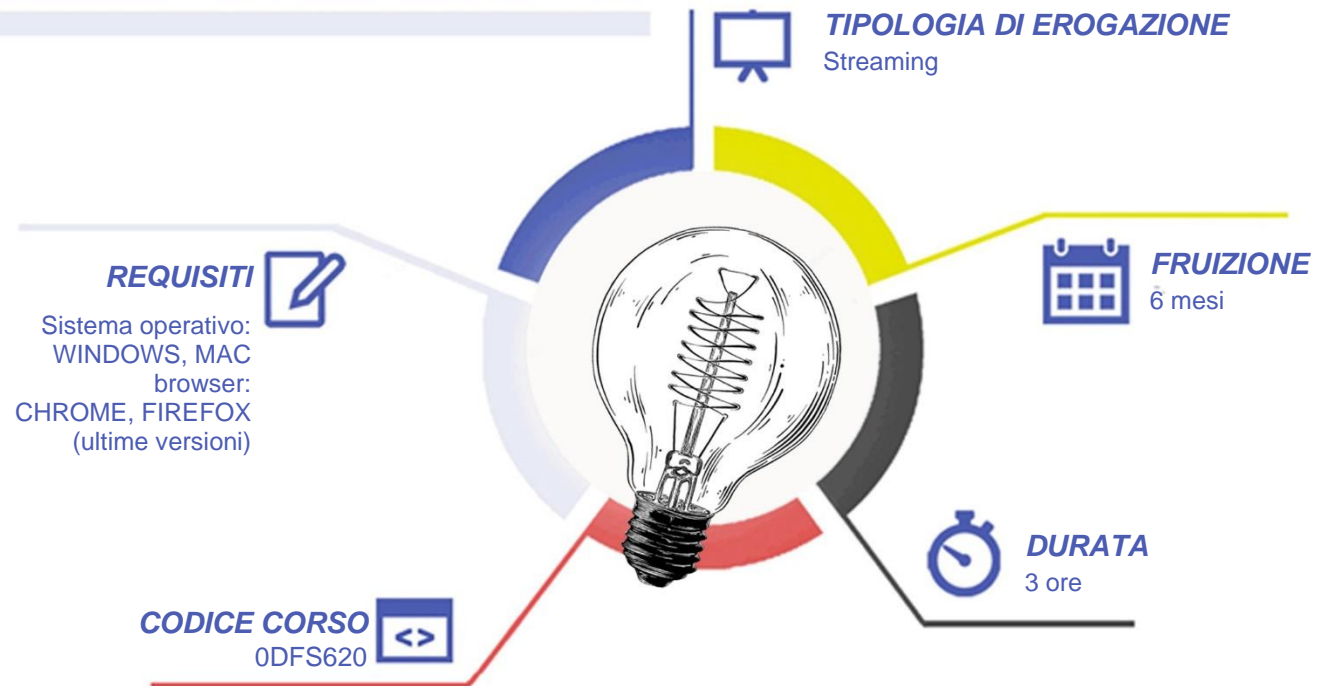 TIPOLOGIA DI EROGAZIONE
Streaming
REQUISITI
Sistema operativo:
WINDOWS, MAC
browser:
CHROME, FIREFOX
(ultime versioni)
FRUIZIONE
6 mesi
DURATA
3 ore
CODICE CORSO
0DFS620
<>